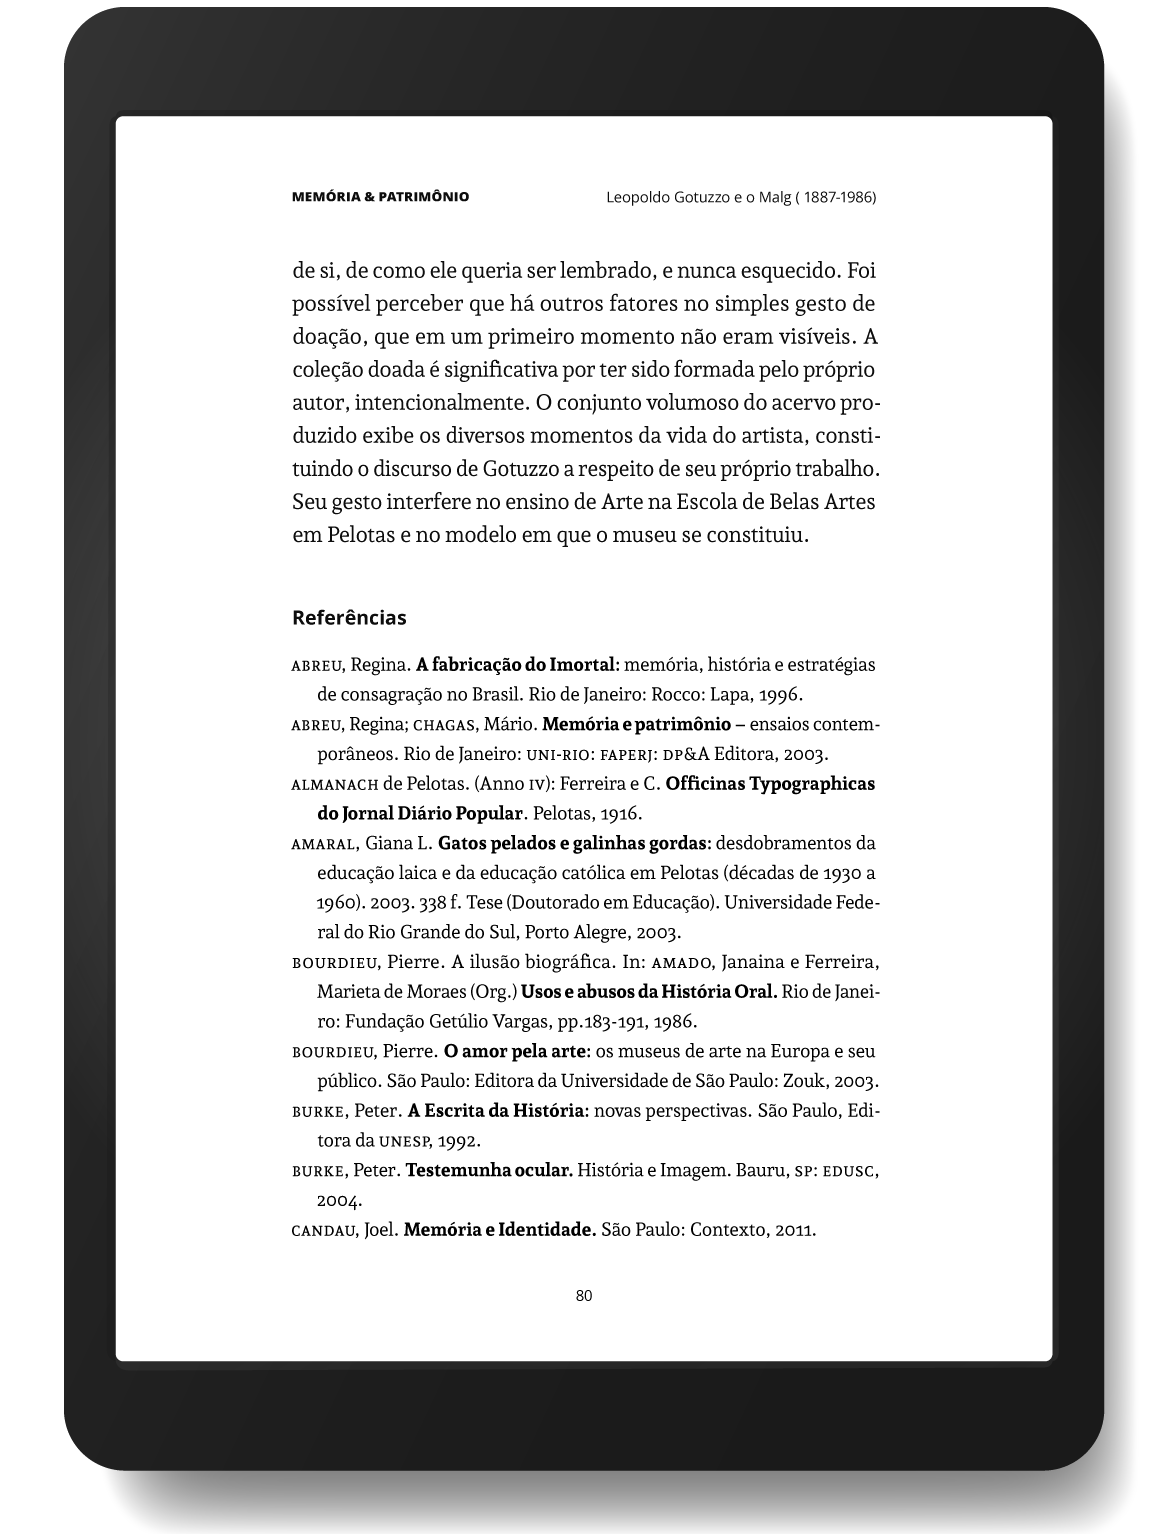 MEMÓRIA & PATRIMÔNIO Leopoldo Gotuzzo e o Malg ( 1887-1986)
de si, de como ele queria ser lembrado, e nunca esquecido. Foi
possível perceber que há outros fatores no simples gesto de
doação, que em um primeiro momento não eram visíveis. A
coleção doada é significativa por ter sido formada pelo próprio
autor, intencionalmente. O conjunto volumoso do acervo pro-
duzido exibe os diversos momentos da vida do artista, consti-
tuindo o discurso de Gotuzzo a respeito de seu próprio trabalho.
Seu gesto interfere no ensino de Arte na Escola de Belas Artes
em Pelotas e no modelo em que o museu se constituiu.
Referências
ABREU, Regina. A fabricação do Imortal: memória, história e estratégias
de consagração no Brasil. Rio de Janeiro: Rocco: Lapa, 1996.
ABREU, Regina; CHAGAS, Mário. Memória e patrimônio – ensaios contem-
porâneos. Rio de Janeiro: UNI-RIO: FAPERJ: DP&A Editora, 2003.
ALMANACH de Pelotas. (Anno IV): Ferreira e C. Officinas Typographicas
do Jornal Diário Popular. Pelotas, 1916.
AMARAL, Giana L. Gatos pelados e galinhas gordas: desdobramentos da
educação laica e da educação católica em Pelotas (décadas de 1930 a
1960). 2003. 338 f. Tese (Doutorado em Educação). Universidade Fede-
ral do Rio Grande do Sul, Porto Alegre, 2003.
BOURDIEU, Pierre. A ilusão biográfica. In: AMADO, Janaina e Ferreira,
Marieta de Moraes (Org.) Usos e abusos da História Oral. Rio de Janei-
ro: Fundação Getúlio Vargas, pp.183-191, 1986.
BOURDIEU, Pierre. O amor pela arte: os museus de arte na Europa e seu
público. São Paulo: Editora da Universidade de São Paulo: Zouk, 2003.
BURKE, Peter. A Escrita da História: novas perspectivas. São Paulo, Edi-
tora da UNESP, 1992.
BURKE, Peter. Testemunha ocular. História e Imagem. Bauru, SP: EDUSC,
2004.
CANDAU, Joel. Memória e Identidade. São Paulo: Contexto, 2011.
80